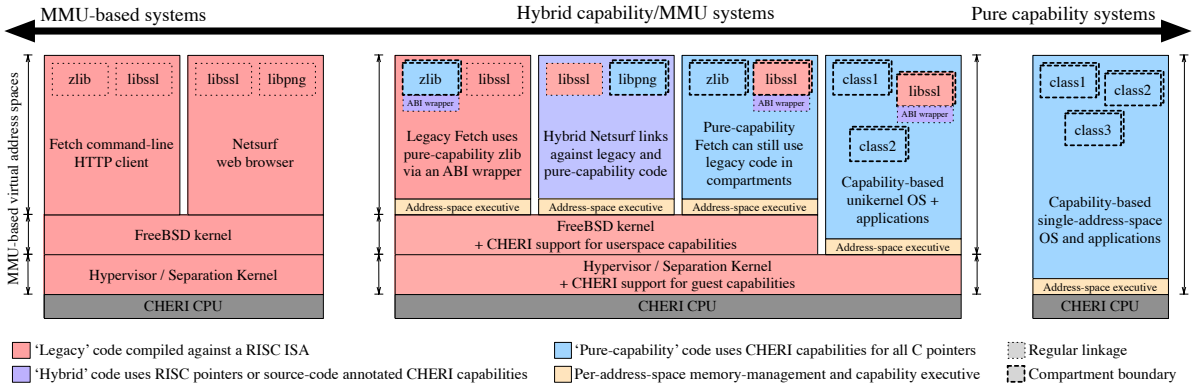 MMU-based systems
Hybrid capability/MMU systems
Pure capability systems
MMU-based virtual address spaces
zlib
libssl
Fetch command-line
HTTP client
libssl
libpng
Netsurf
web browser
FreeBSD kernel
Hypervisor / Separation Kernel
CHERI CPU
zlib
ABI wrapper
libssl
Legacy Fetch uses
pure-capability zlib
via an ABI wrapper
Address-space executive
libssl
libpng
Hybrid Netsurf links
against legacy and
pure-capability code
Address-space executive
zlib
libssl
ABI wrapper
Pure-capability
Fetch can still use
legacy code in
compartments
Address-space executive
class1
libssl
ABI wrapper
class2
Capability-based
unikernel OS +
applications
Address-space executive
FreeBSD kernel
+ CHERI support for userspace capabilities
Hypervisor / Separation Kernel
+ CHERI support for guest capabilities
CHERI CPU
class1
class2
class3
Capability-based
single-address-space
OS and applications
Address-space executive
CHERI CPU
‘Legacy’ code compiled against a RISC ISA
‘Pure-capability’ code uses CHERI capabilities for all C pointers
Regular linkage
‘Hybrid’ code uses RISC pointers or source-code annotated CHERI capabilities
Per-address-space memory-management and capability executive
Compartment boundary